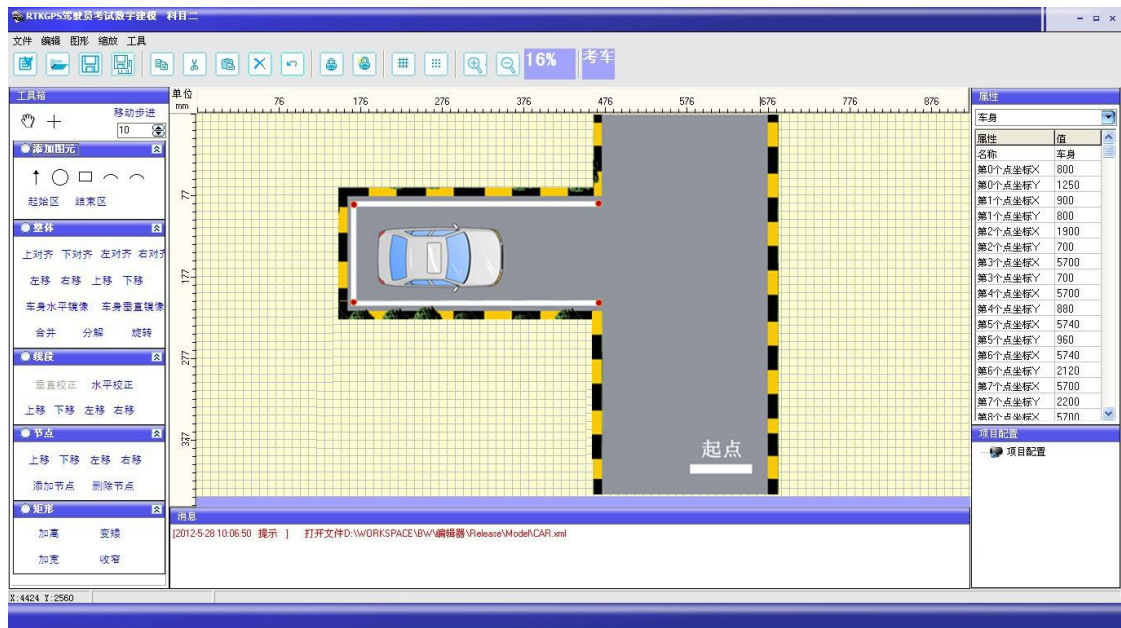 RTKGPS驾驶员考试数字建模 科目二
文件 编辑 图形 缩放 工具
16% 考车
工具箱
移动步进
10
添加图元
起始区 结束区
整体
上对齐 下对齐 左对齐 右对齐
左移 右移 上移 下移
车身水平镜像 车身垂直镜像
合并 分解 旋转
线段
垂直校正 水平校正
上移 下移 左移 右移
节点
上移 下移 左移 右移
添加节点 删除节点
矩形
加高 变矮
加宽 收窄
单位
mm
76 176 276 376 476 576 676 776 876
77
177
277
377
起点
消息
[2012-5-28 10:06:50 提示 ] 打开文件D:\WORKSPACE\BW\编辑器\Release\Model\CAR.xml
属性
车身
属性 值
名称 车身
第0个点坐标X 800
第0个点坐标Y 1250
第1个点坐标X 900
第1个点坐标Y 800
第2个点坐标X 1900
第2个点坐标Y 700
第3个点坐标X 5700
第3个点坐标Y 700
第4个点坐标X 5700
第4个点坐标Y 880
第5个点坐标X 5740
第5个点坐标Y 960
第6个点坐标X 5740
第6个点坐标Y 2120
第7个点坐标X 5700
第7个点坐标Y 2200
第8个点坐标X 5700
项目配置
项目配置
X:4424 Y:2560